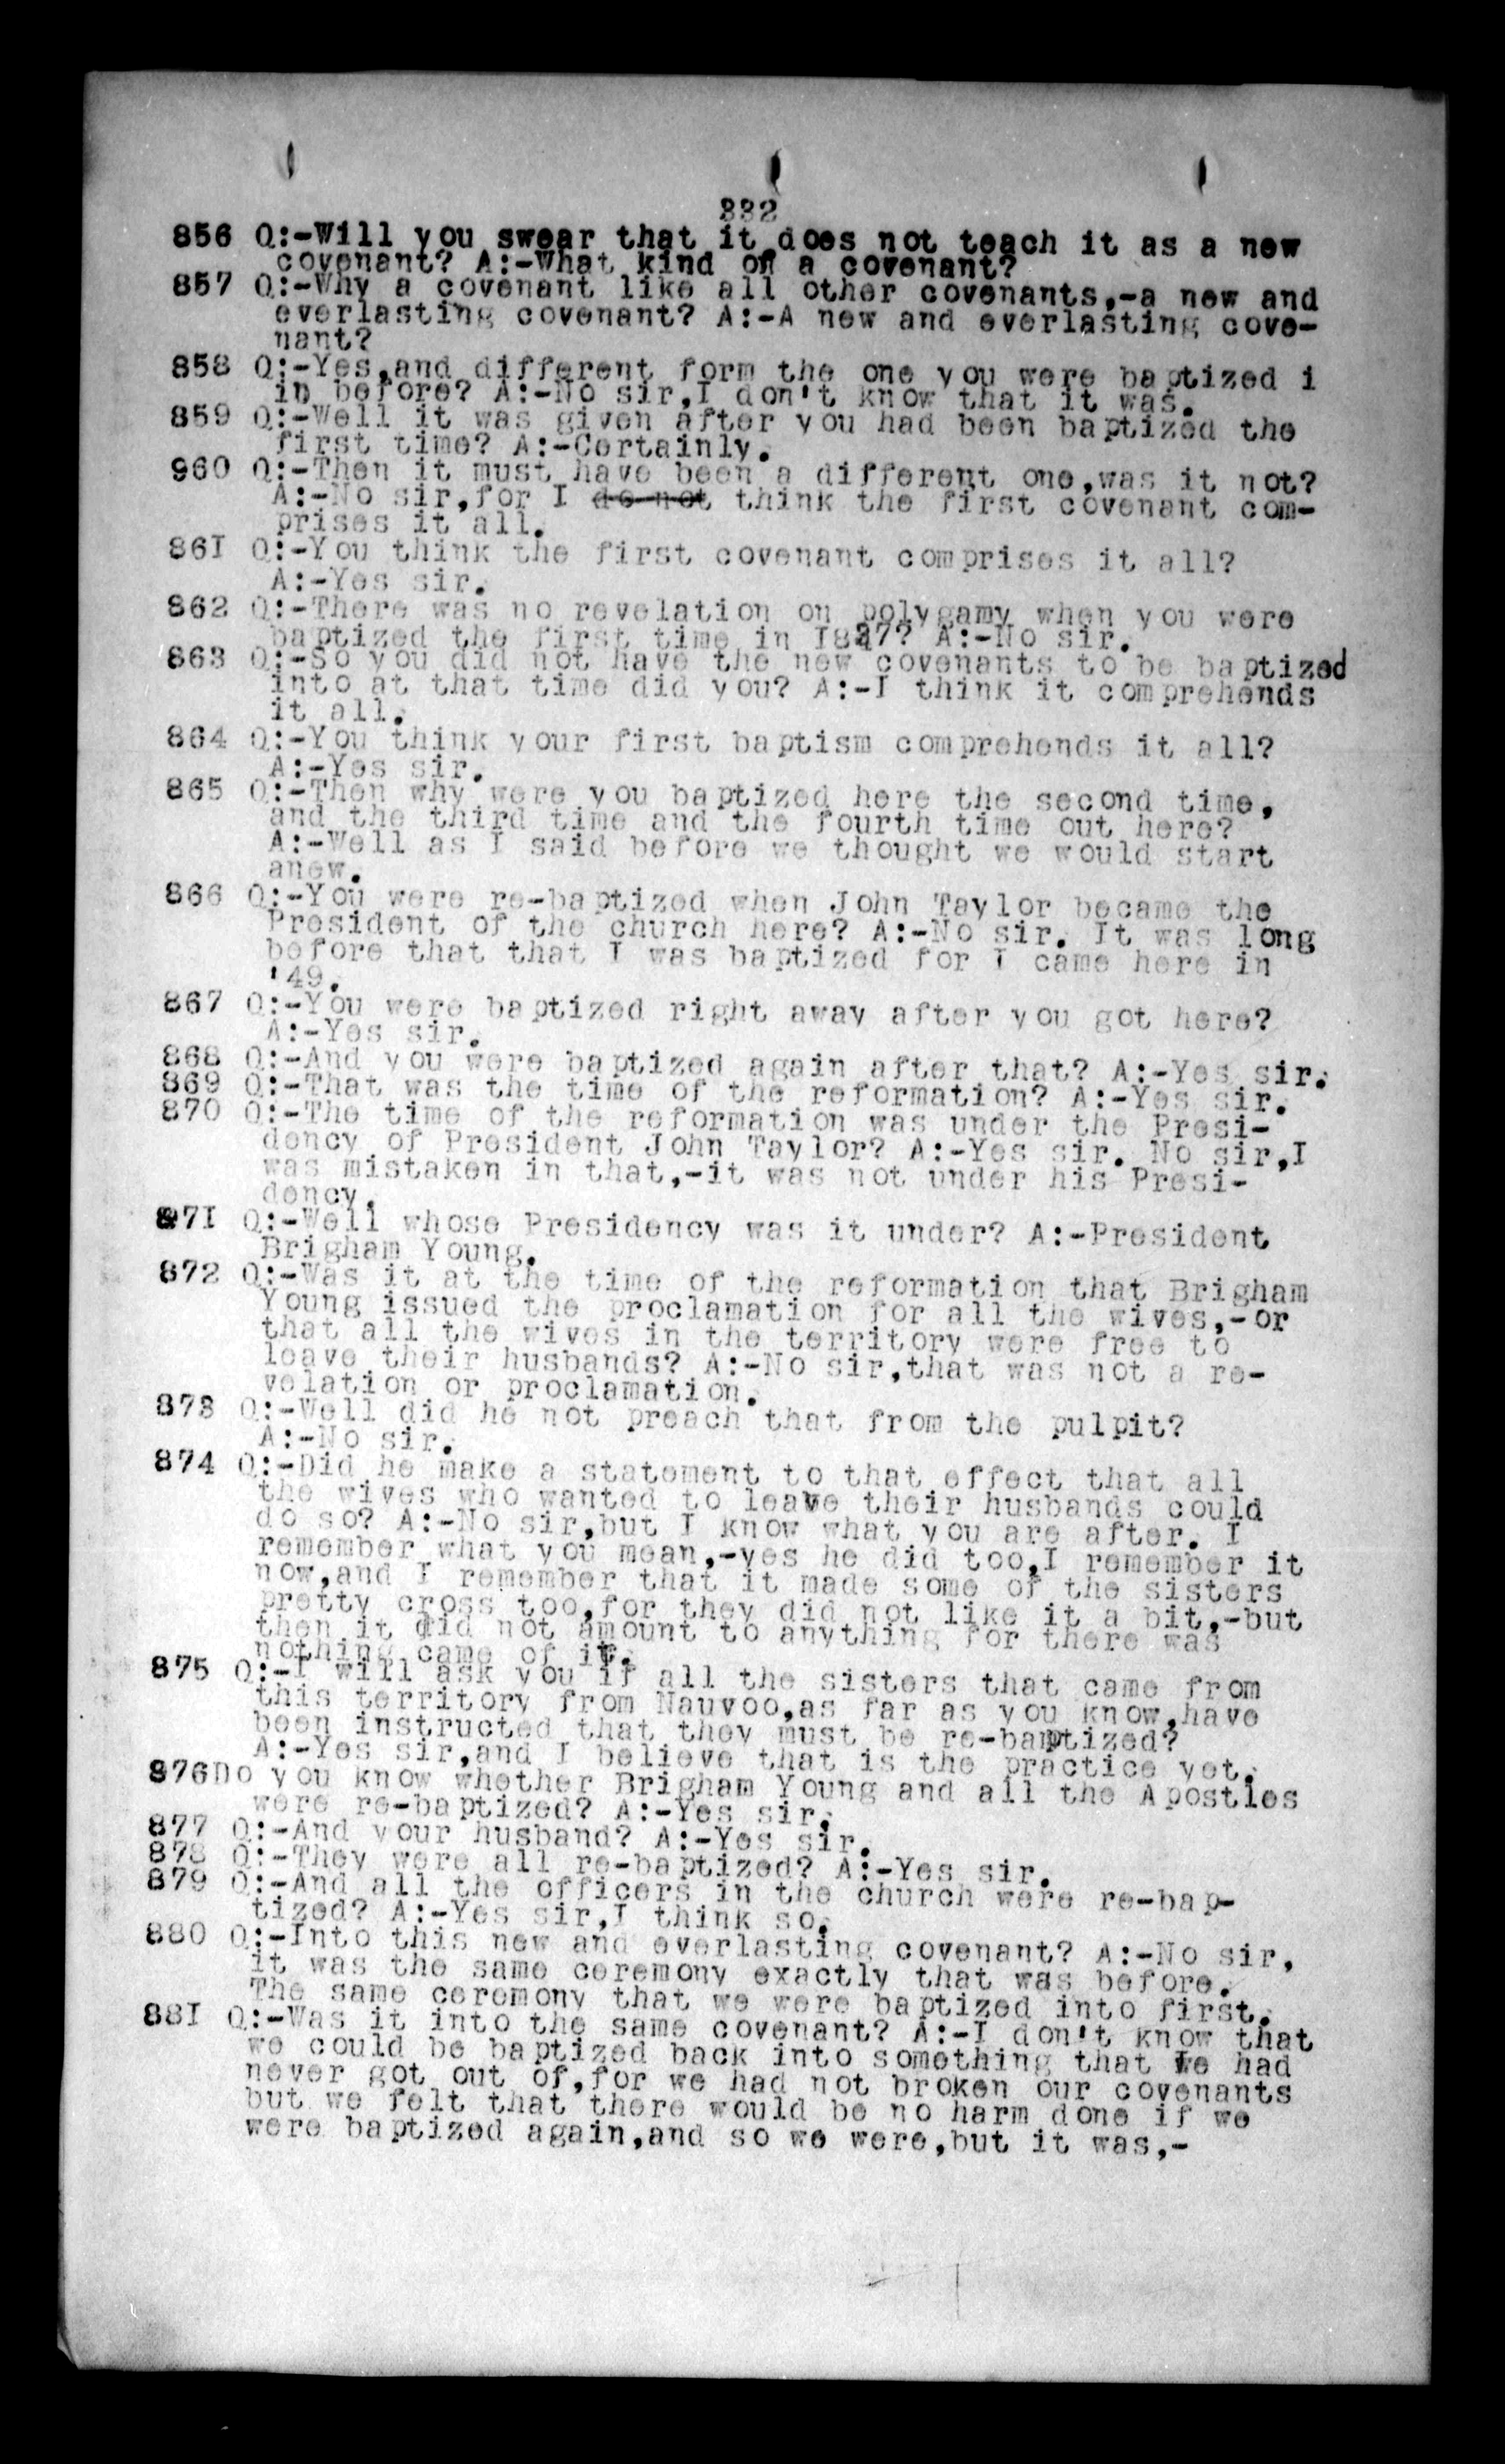 332
856 Q:-Will you swear that it does not teach it as a new
covenant? A:-What kind of a covenant?
857 Q:-Why a covenant like all other covenants,-a new and
everlasting covenant? A:-A new and everlasting cove-
nant?
858 Q:-Yes,and different form the one you were baptized i
in before? A:-No sir,I don't know that it was.
859 Q:-Well it was given after you had been baptized the
first time? A:-Certainly.
960 Q:-Then it must have been a different one,was it not?
A:-No sir,for I do not think the first covenant com-
prises it all.
86I Q:-You think the first covenant comprises it all?
A:-Yes sir.
862 Q:-There was no revelation on polygamy when you were
baptized the first time in I837? A:-No sir.
863 Q:-So you did not have the new covenants to be baptized
into at that time did you? A:-I think it comprehends
it all.
864 Q:-You think your first baptism comprehends it all?
A:-Yes sir.
865 Q:-Then why were you baptized here the second time,
and the third time and the fourth time out here?
A:-Well as I said before we thought we would start
anew.
866 Q:-You were re-baptized when John Taylor became the
President of the church here? A:-No sir. It was long
before that that I was baptized for I came here in
'49.
867 Q:-You were baptized right away after you got here?
A:-Yes sir.
868 Q:-And you were baptized again after that? A:-Yes sir.
869 Q:-That was the time of the reformation? A:-Yes sir.
870 Q:-The time of the reformation was under the Presi-
dency of President John Taylor? A:-Yes sir. No sir,I
was mistaken in that,-it was not under his Presi-
dency.
87I Q:-Well whose Presidency was it under? A:-President
Brigham Young.
872 Q:-Was it at the time of the reformation that Brigham
Young issued the proclamation for all the wives,-or
that all the wives in the territory were free to
leave their husbands? A:-No sir,that was not a re-
velation or proclamation.
873 Q:-Well did he not preach that from the pulpit?
A:-No sir.
874 Q:-Did he make a statement to that effect that all
the wives who wanted to leave their husbands could
do so? A:-No sir,but I know what you are after. I
remember what you mean,-yes he did too,I remember it
now,and I remember that it made some of the sisters
pretty cross too,for they did not like it a bit,-but
then it did not amount to anything for there was
nothing came of it.
875 Q:-I will ask you if all the sisters that came from
this territory from Nauvoo,as far as you know,have
been instructed that they must be re-baptized?
A:-Yes sir,and I believe that is the practice yet.
876Do you know whether Brigham Young and all the Apostles
were re-baptized? A:-Yes sir.
877 Q:-And your husband? A:-Yes sir.
878 Q:-They were all re-baptized? A:-Yes sir.
879 Q:-And all the officers in the church were re-bap-
tized? A:-Yes sir,I think so.
880 Q:-Into this new and everlasting covenant? A:-No sir,
it was the same ceremony exactly that was before.
The same ceremony that we were baptized into first.
88I Q:-Was it into the same covenant? A:-I don't know that
we could be baptized back into something that we had
never got out of,for we had not broken our covenants
but we felt that there would be no harm done if we
were baptized again,and so we were,but it was,-